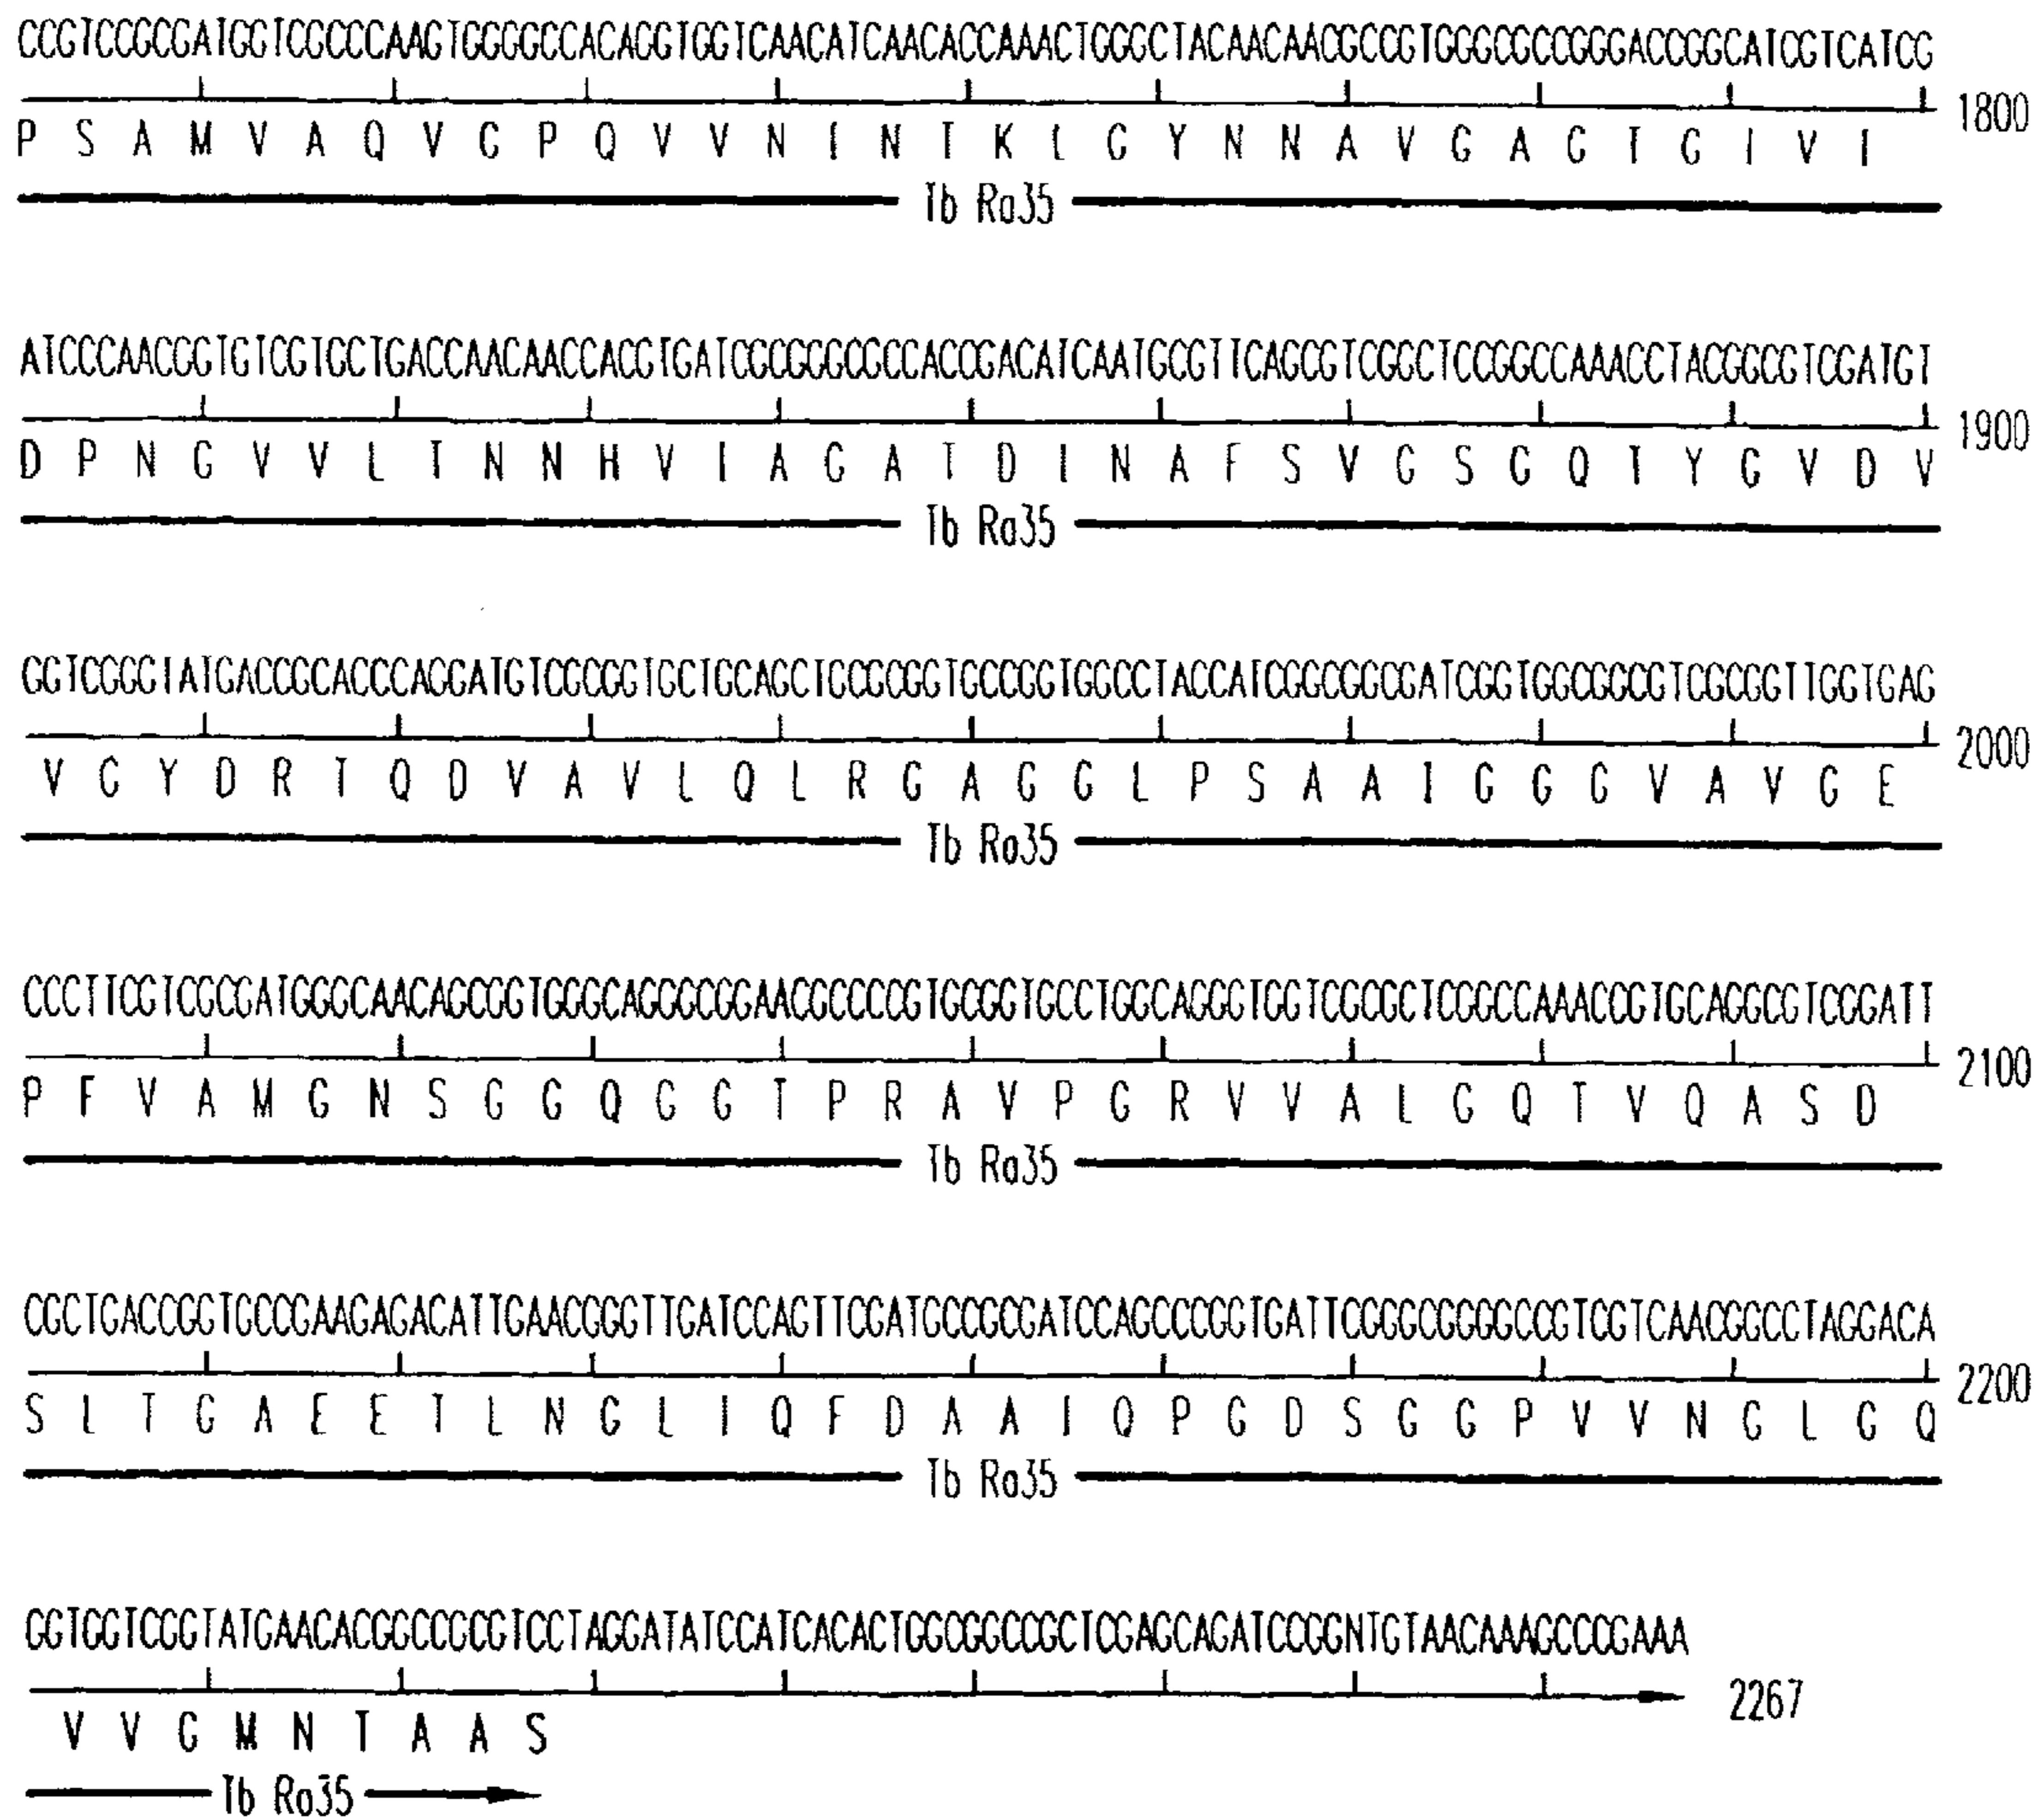 CCGTCCGCGATGGTCGCCCAAGTGGGGCCACAGGTGGTCAACATCAACACCAAACTGGGCTACAACAACGCCGTGGGCGCCGGGACCGGCATCGTCATCG
1800
P S A M V A Q V G P Q V V N I N T K L G Y N N A V G A G T G I V I
Tb Ra35
ATCCCAACGGTGTCGTGCTGACCAACAACCACGTGATCGCGGGCGCCACCGACATCAATGCGTTCAGCGTCGGCTCCGGCCAAACCTACGGCGTCGATGT
1900
D P N G V V L T N N H V I A G A T D I N A F S V G S G Q T Y G V D V
Tb Ra35
GGTCGGGTATGACCGCACCCAGGATGTCGCGGTGCTGCAGCTGCGCGGTGCCGGTGGCCTACCATCGGCGGCGATCGGTGGCGGCGTCGCGGTTGGTGAG
2000
V G Y D R T Q D V A V L Q L R G A G G L P S A A I G G G V A V G E
Tb Ra35
CCCTTCGTCGCGATGGGCAACAGCGGTGGGCAGGGCGGAACGCCCCGTGCGGTGCCTGGCAGGGTGGTCGCGCTCGGCCAAACCGTGCAGGCGTCGGATT
2100
P F V A M G N S G G Q G G T P R A V P G R V V A L G Q T V Q A S D
Tb Ra35
CGCTGACCGGTGCCGAAGAGACATTGAACGGGTTGATCCAGTTCGATGCCGCGATCCAGCCCGGTGATTCGGGCGGGCCCGTCGTCAACGGCCTAGGACA
2200
S L T G A E E T L N G L I Q F D A A I Q P G D S G G P V V N G L G Q
Tb Ra35
GGTGGTCGGTATGAACACGGCCGCGTCCTAGGATATCCATCACACTGGCGGCCGCTCGAGCAGATCCGGNTGTAACAAAGCCCGAAA
2267
V V G M N T A A S
Tb Ra35